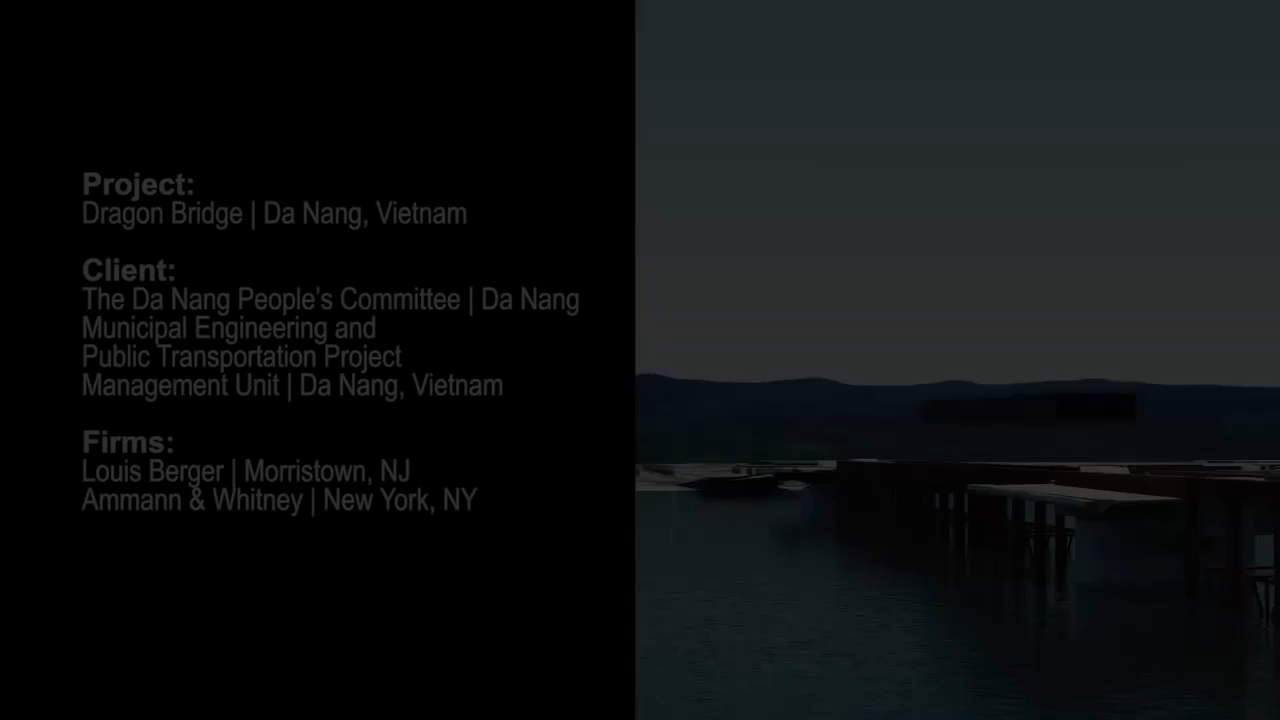 Project:
Dragon Bridge | Da Nang, Vietnam
Client:
The Da Nang People’s Committee | Da Nang
Municipal Engineering and
Public Transportation Project
Management Unit | Da Nang, Vietnam
Firms:
Louis Berger | Morristown, NJ
Ammann & Whitney | New York, NY